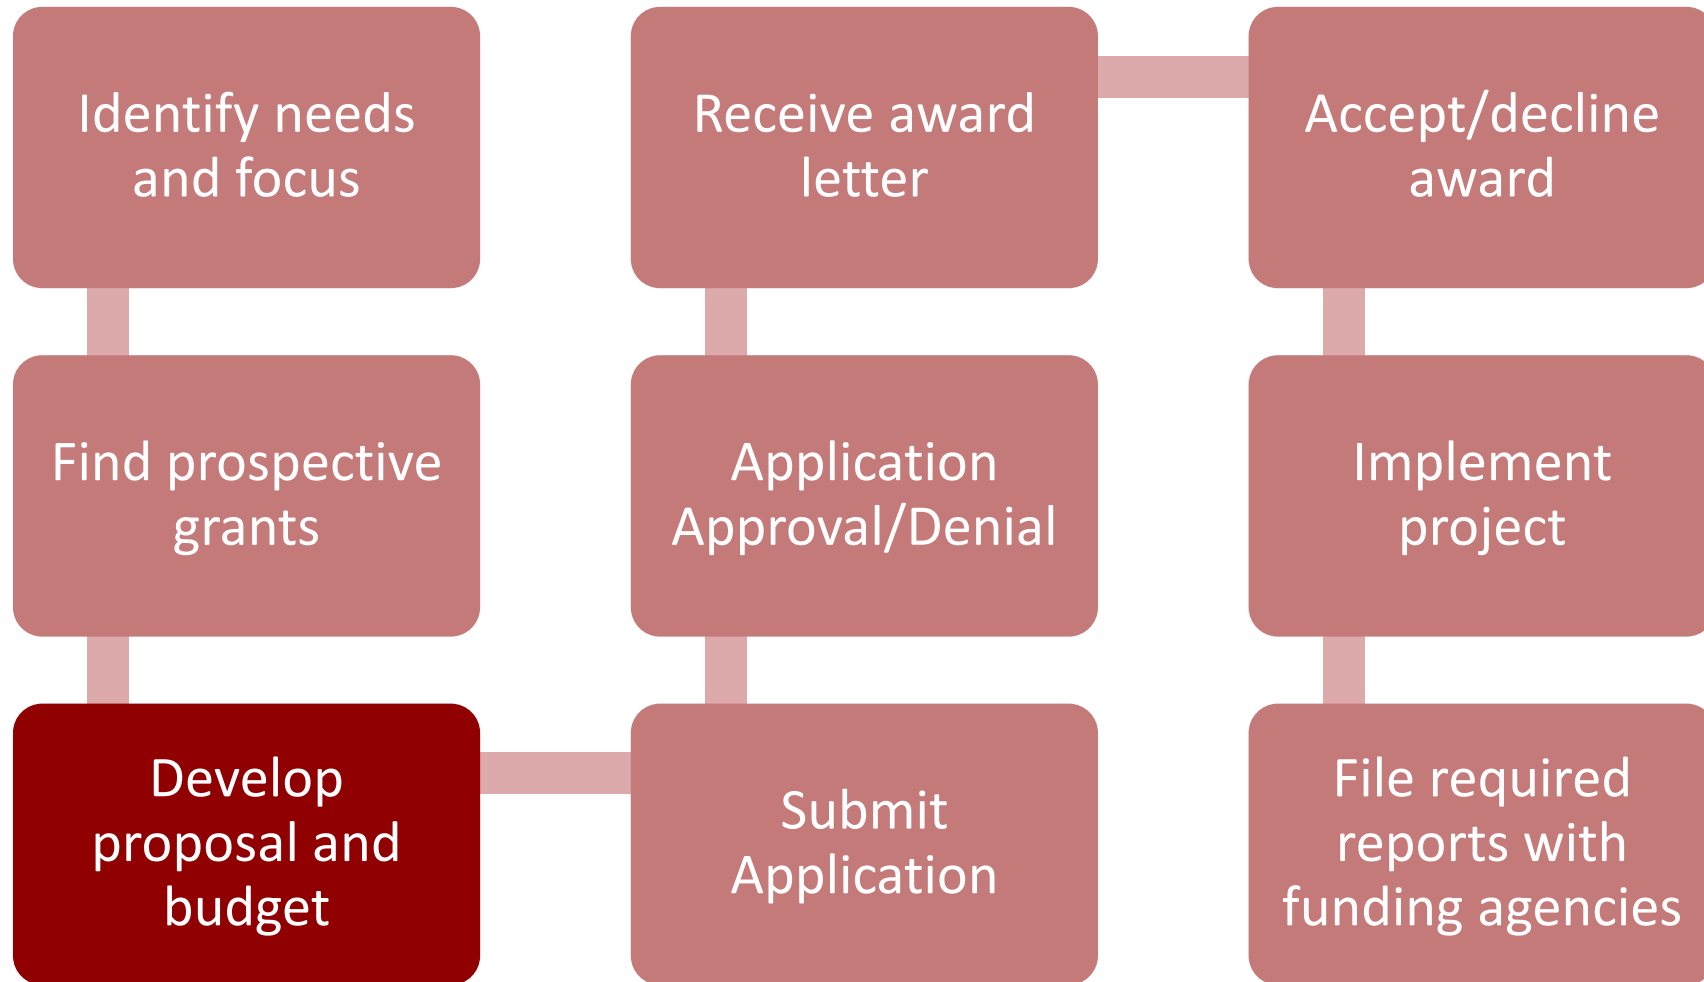 Identify needs
and focus
Find prospective
grants
Develop
proposal and
budget
Submit
Application
Application
Approval/Denial
Receive award
letter
Accept/decline
award
Implement
project
File required
reports with
funding agencies